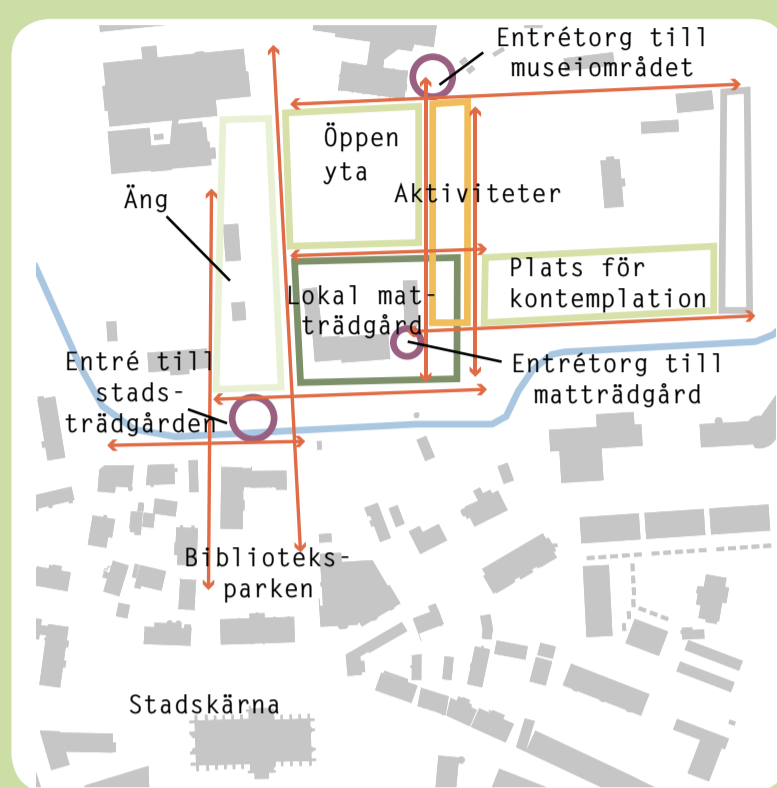 Entrétorg till
museiområdet
Öppen
yta
Äng
Aktiviteter
Plats för
kontemplation
Lokal mat-
trädgård
Entré till
stads-
trädgården
Entrétorg till
matträdgård
Biblioteks-
parken
Stadskärna